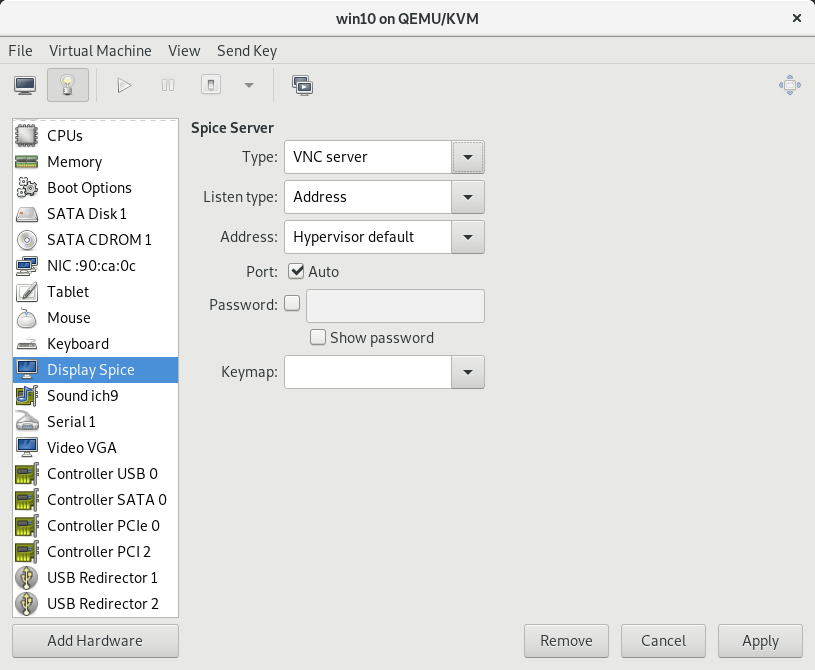 win10 on QEMU/KVM
File Virtual Machine View Send Key
CPUs
Memory
Boot Options
SATA Disk 1
SATA CDROM 1
NIC :90:ca:0c
Tablet
Mouse
Keyboard
Display Spice
Sound ich9
Serial 1
Video VGA
Controller USB 0
Controller SATA 0
Controller PCIe 0
Controller PCI 2
USB Redirector 1
USB Redirector 2
Add Hardware
Spice Server
Type: VNC server
Listen type: Address
Address: Hypervisor default
Port: Auto
Password:
Show password
Keymap:
Remove Cancel Apply